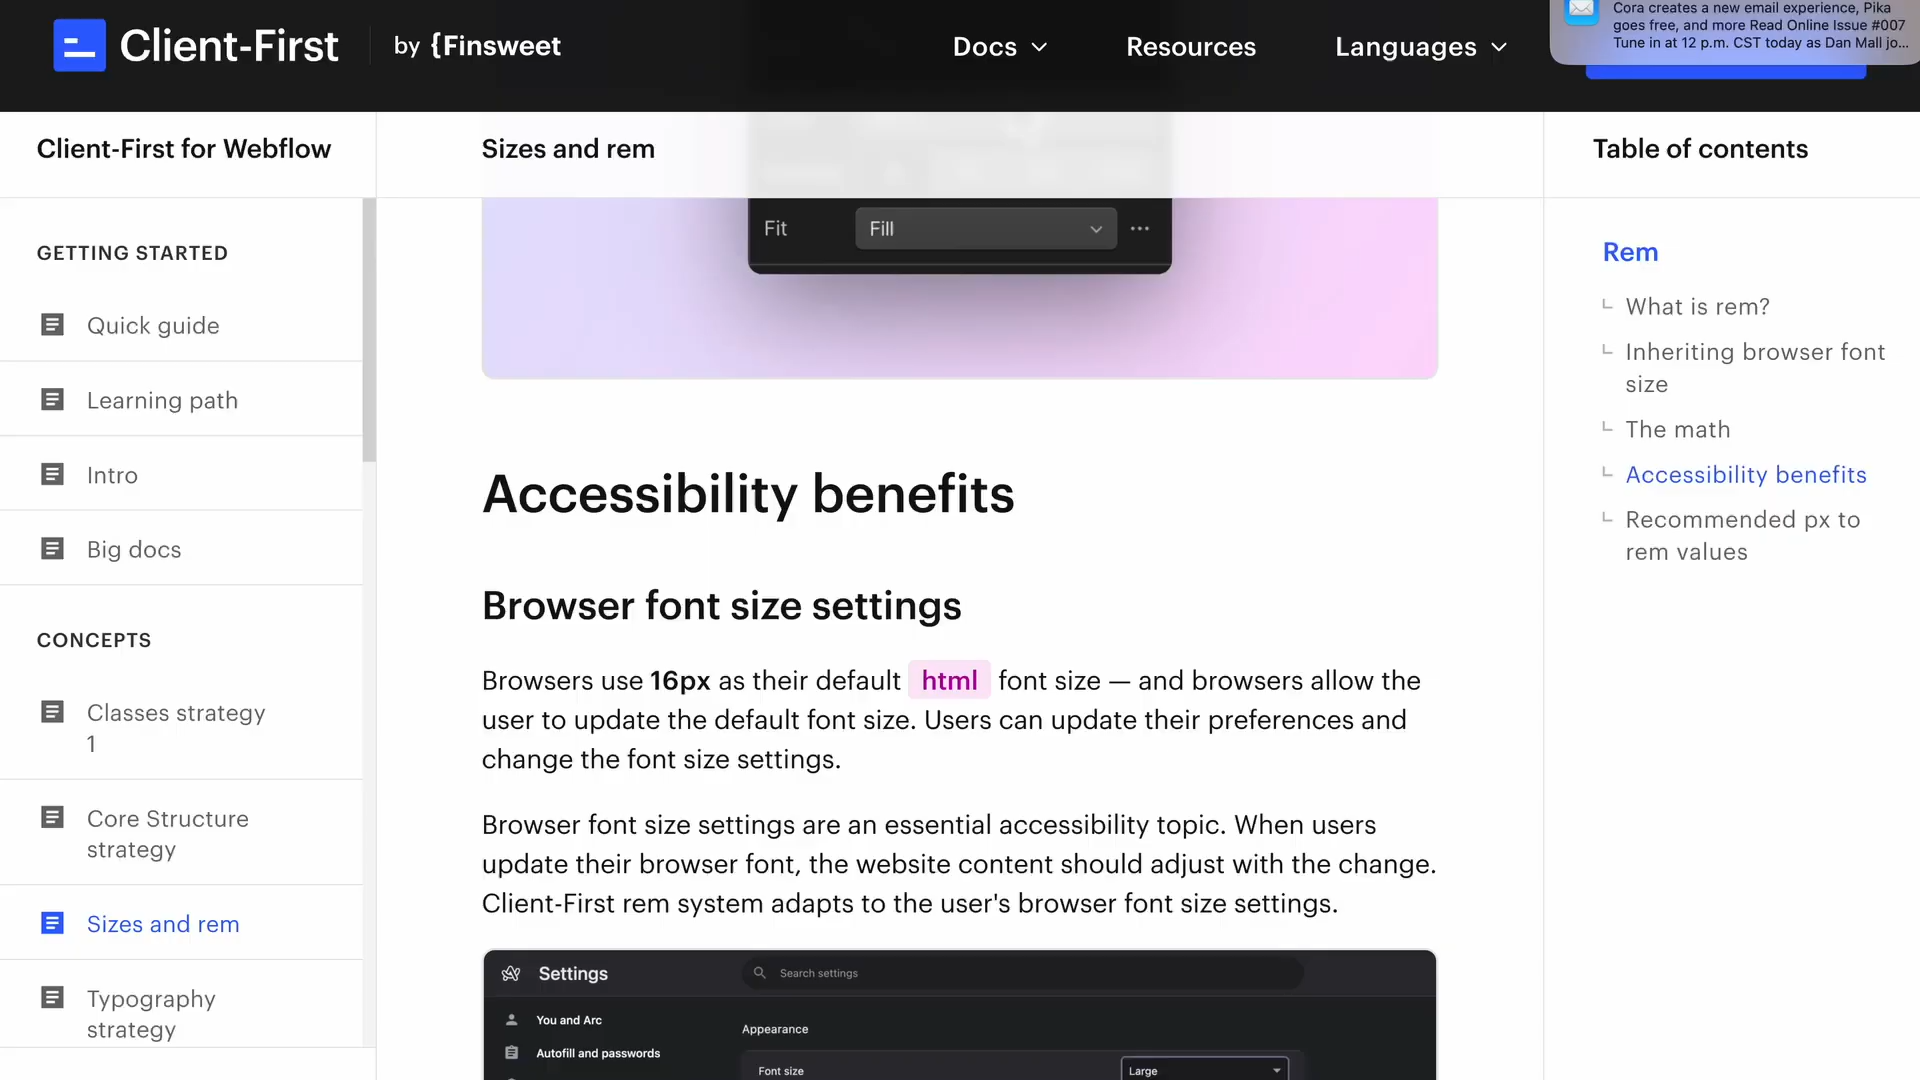 Client-First
by {Finsweet
Docs
Resources
Languages
Cora creates a new email experience, Pika
goes free, and more Read Online Issue #007
Tune in at 12 p.m. CST today as Dan Mall jo...
Client-First for Webflow
Sizes and rem
Table of contents
GETTING STARTED
Quick guide
Learning path
Intro
Big docs
CONCEPTS
Classes strategy
1
Core Structure
strategy
Sizes and rem
Typography
strategy
Fit
Fill
Accessibility benefits
Browser font size settings
Browsers use 16px as their default html font size — and browsers allow the
user to update the default font size. Users can update their preferences and
change the font size settings.
Browser font size settings are an essential accessibility topic. When users
update their browser font, the website content should adjust with the change.
Client-First rem system adapts to the user's browser font size settings.
Settings
Search settings
You and Arc
Autofill and passwords
Appearance
Font size
Large
Rem
What is rem?
Inheriting browser font
size
The math
Accessibility benefits
Recommended px to
rem values